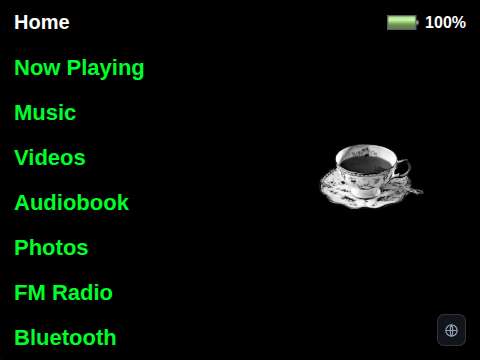 Home
100%
Now Playing
Music
Videos
Audiobook
Photos
FM Radio
Bluetooth